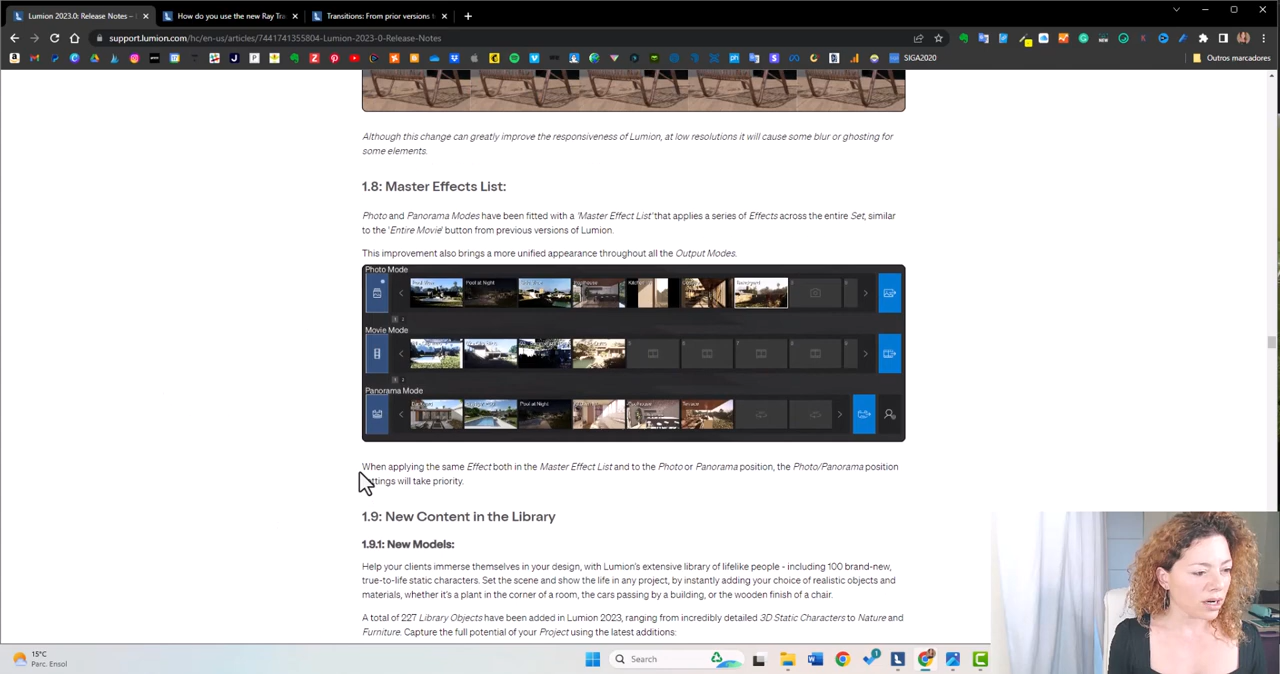 Lumion 2023.0: Release Notes –
How do you use the new Ray Tra
Transitions: From prior versions t
support.lumion.com/hc/en-us/articles/7441741355804-Lumion-2023-0-Release-Notes
SIGA2020
Outros marcadores
Although this change can greatly improve the responsiveness of Lumion, at low resolutions it will cause some blur or ghosting for
some elements.
1.8: Master Effects List:
Photo and Panorama Modes have been fitted with a 'Master Effect List' that applies a series of Effects across the entire Set, similar
to the 'Entire Movie' button from previous versions of Lumion.
This improvement also brings a more unified appearance throughout all the Output Modes.
Photo Mode
Pool at Night
Movie Mode
Panorama Mode
Pool at Night
When applying the same Effect both in the Master Effect List and to the Photo or Panorama position, the Photo/Panorama position
ttings will take priority.
1.9: New Content in the Library
1.9.1: New Models:
Help your clients immerse themselves in your design, with Lumion's extensive library of lifelike people - including 100 brand-new,
true-to-life static characters. Set the scene and show the life in any project, by instantly adding your choice of realistic objects and
materials, whether it's a plant in the corner of a room, the cars passing by a building, or the wooden finish of a chair.
A total of 227 Library Objects have been added in Lumion 2023, ranging from incredibly detailed 3D Static Characters to Nature and
Furniture. Capture the full potential of your Project using the latest additions:
15°C
Parc. Ensol
Search